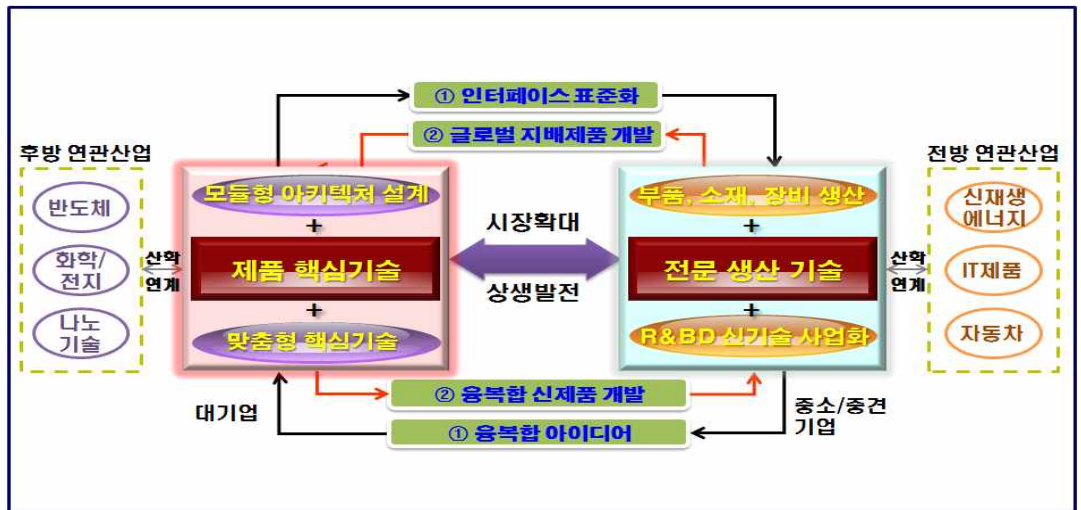 ① 인터페이스 표준화
② 글로벌 지배제품 개발
후방 연관산업
반도체
화학/
전지
나노
기술
산학
연계
모듈형 아키텍처 설계
+
제품 핵심기술
+
맞춤형 핵심기술
대기업
시장확대
상생발전
부품, 소재, 장비 생산
+
전문 생산 기술
+
R&BD 신기술 사업화
중소/중견
기업
산학
연계
전방 연관산업
신재생
에너지
IT제품
자동차
② 융복합 신제품 개발
① 융복합 아이디어